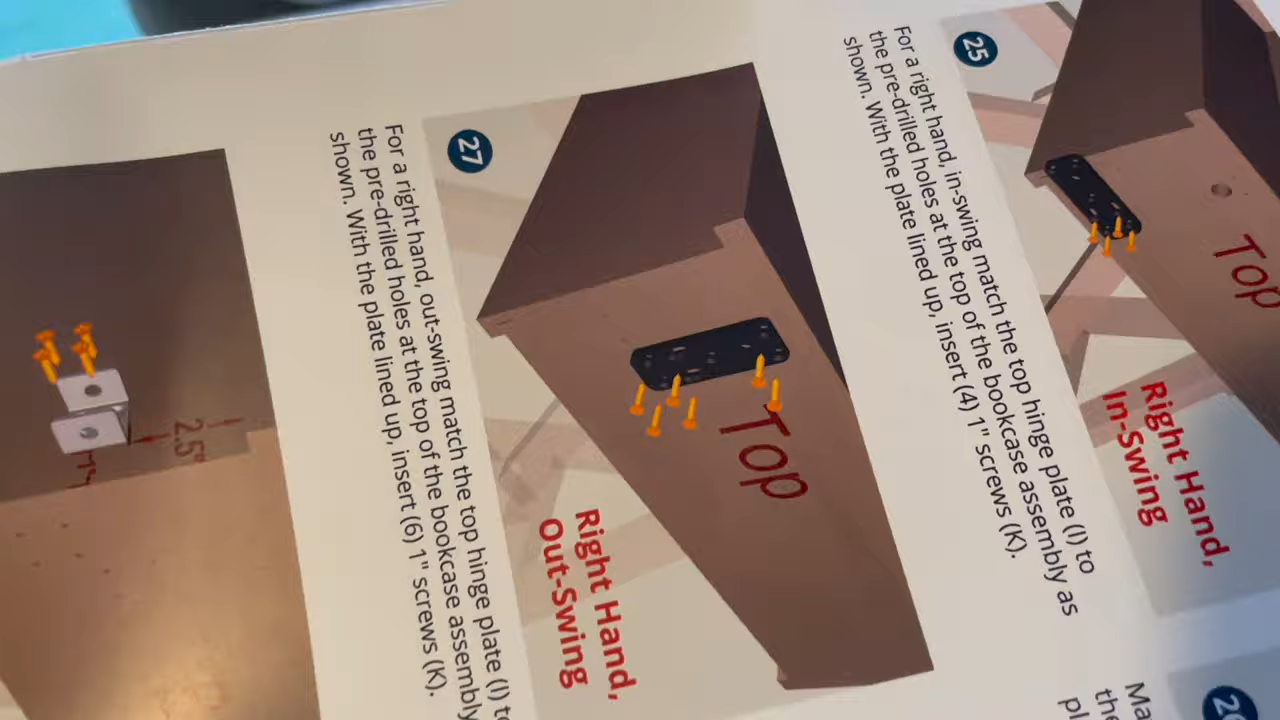 25
Top
Right Hand,
In-Swing
For a right hand, in-swing match the top hinge plate (I) to
the pre-drilled holes at the top of the bookcase assembly as
shown. With the plate lined up, insert (4) 1" screws (K).
27
Top
Right Hand,
Out-Swing
For a right hand, out-swing match the top hinge plate (I)
the pre-drilled holes at the top of the bookcase assembly
shown. With the plate lined up, insert (6) 1" screws (K).
2.5"
1"